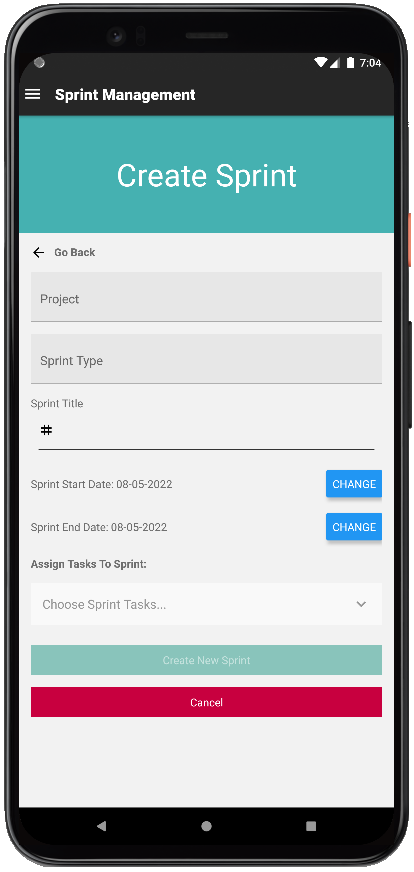 7:04
Sprint Management
Create Sprint
Go Back
Project
Sprint Type
Sprint Title
#
Sprint Start Date: 08-05-2022 CHANGE
Sprint End Date: 08-05-2022 CHANGE
Assign Tasks To Sprint:
Choose Sprint Tasks...
Create New Sprint
Cancel